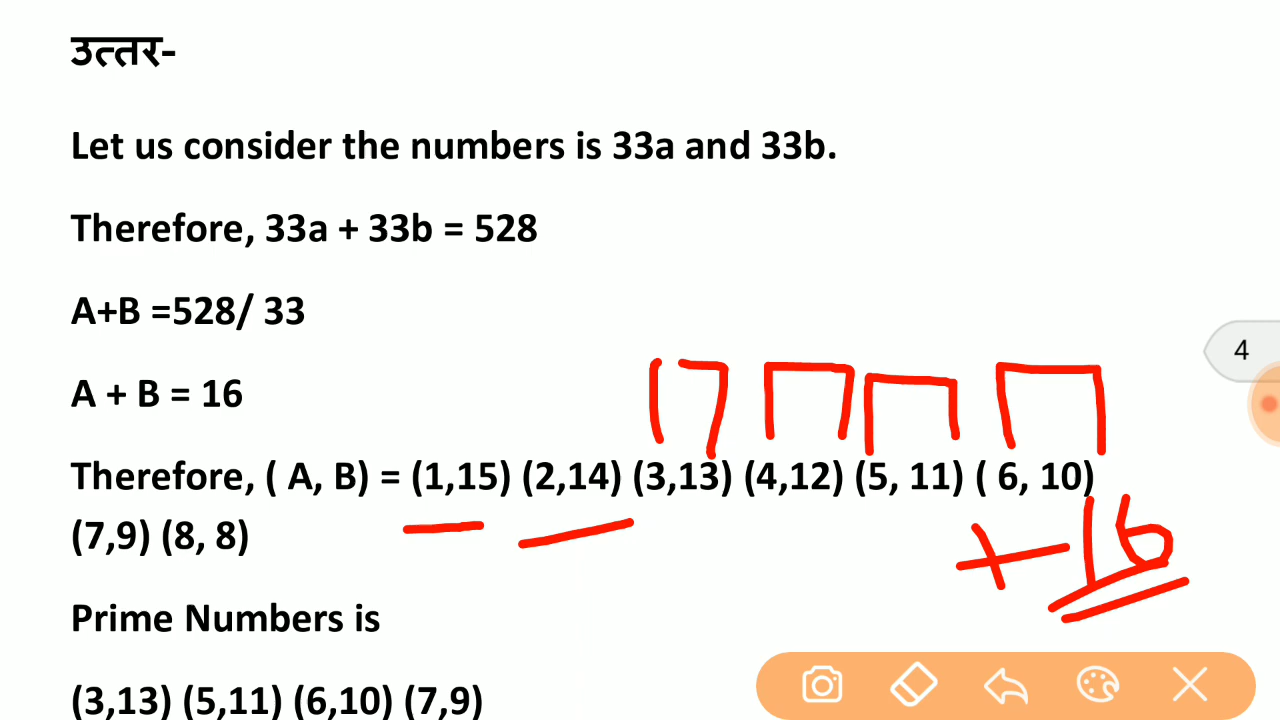 उत्तर-
Let us consider the numbers is 33a and 33b.
Therefore, 33a + 33b = 528
A+B =528/ 33
4
A + B = 16
Therefore, ( A, B) = (1,15) (2,14) (3,13) (4,12) (5, 11) ( 6, 10)
(7,9) (8, 8)
+ 16
Prime Numbers is
(3,13) (5,11) (6,10) (7,9)